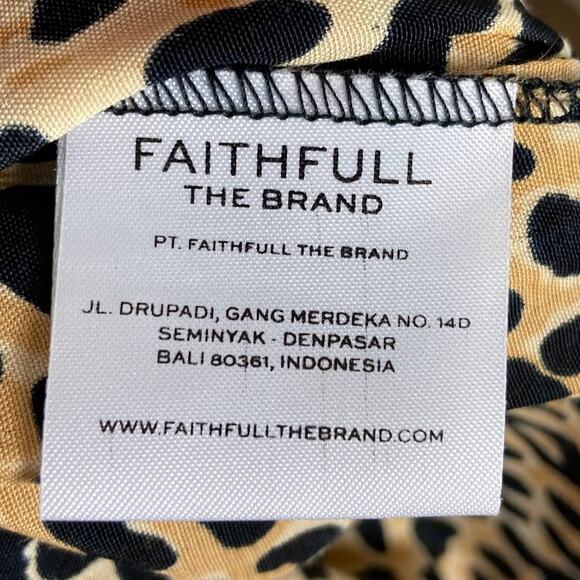 FAITHFULL
THE BRAND
PT. FAITHFULL THE BRAND
JL. DRUPADI, GANG MERDEKA NO. 14D
SEMINYAK - DENPASAR
BALI 80361, INDONESIA
WWW.FAITHFULLTHEBRAND.COM